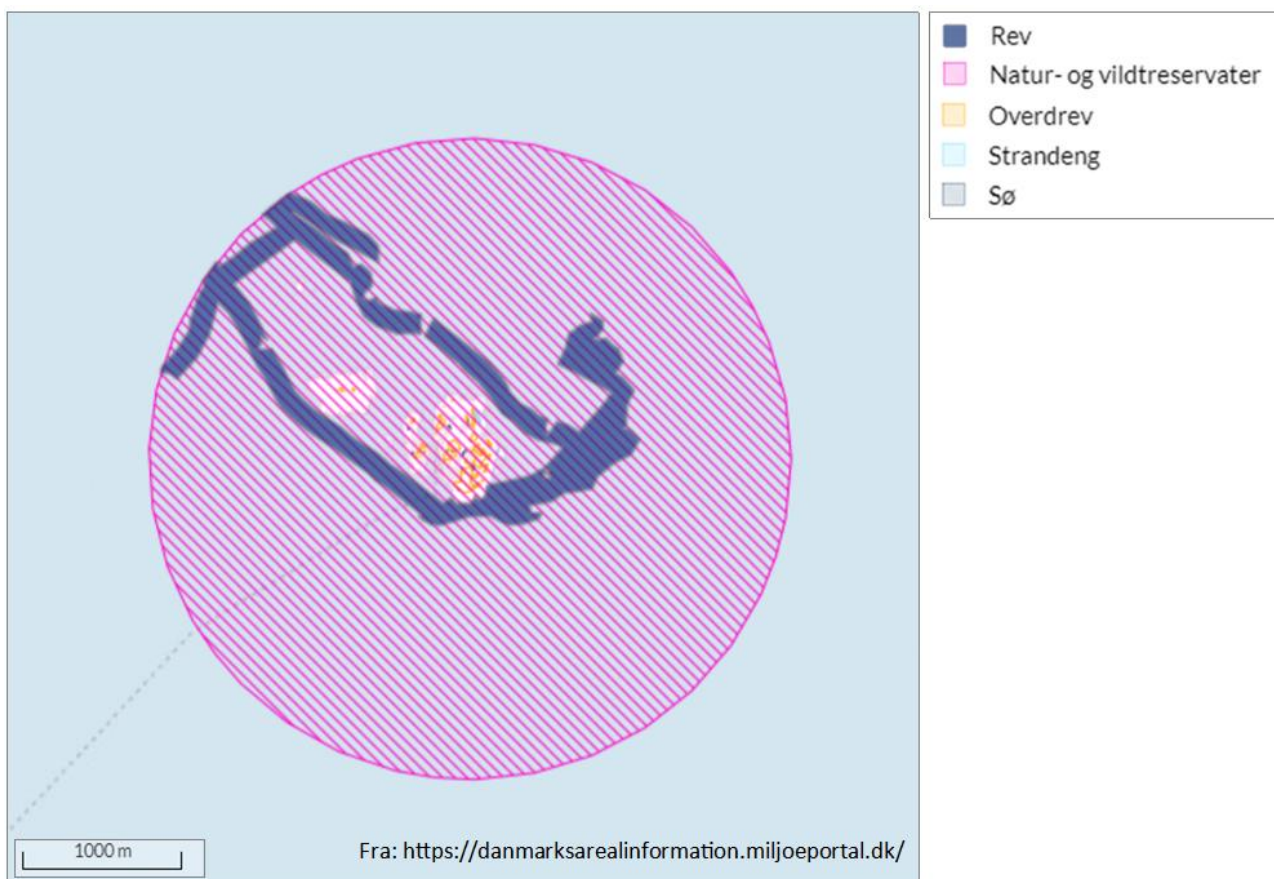 Rev
Natur- og vildtreservater
Overdrev
Strandeng
Sø
1000 m
Fra: https://danmarksarealinformation.miljoeportal.dk/